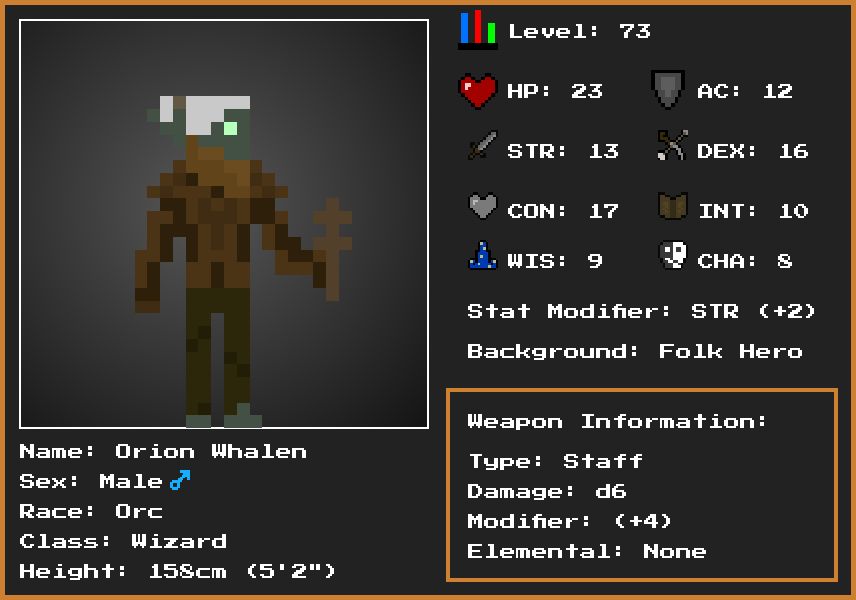 Level: 73
HP: 23 AC: 12
STR: 13 DEX: 16
CON: 17 INT: 10
WIS: 9 CHA: 8
Stat Modifier: STR (+2)
Background: Folk Hero
Weapon Information:
Type: Staff
Damage: d6
Modifier: (+4)
Elemental: None
Name: Orion Whalen
Sex: Male ♂
Race: Orc
Class: Wizard
Height: 158cm (5'2")